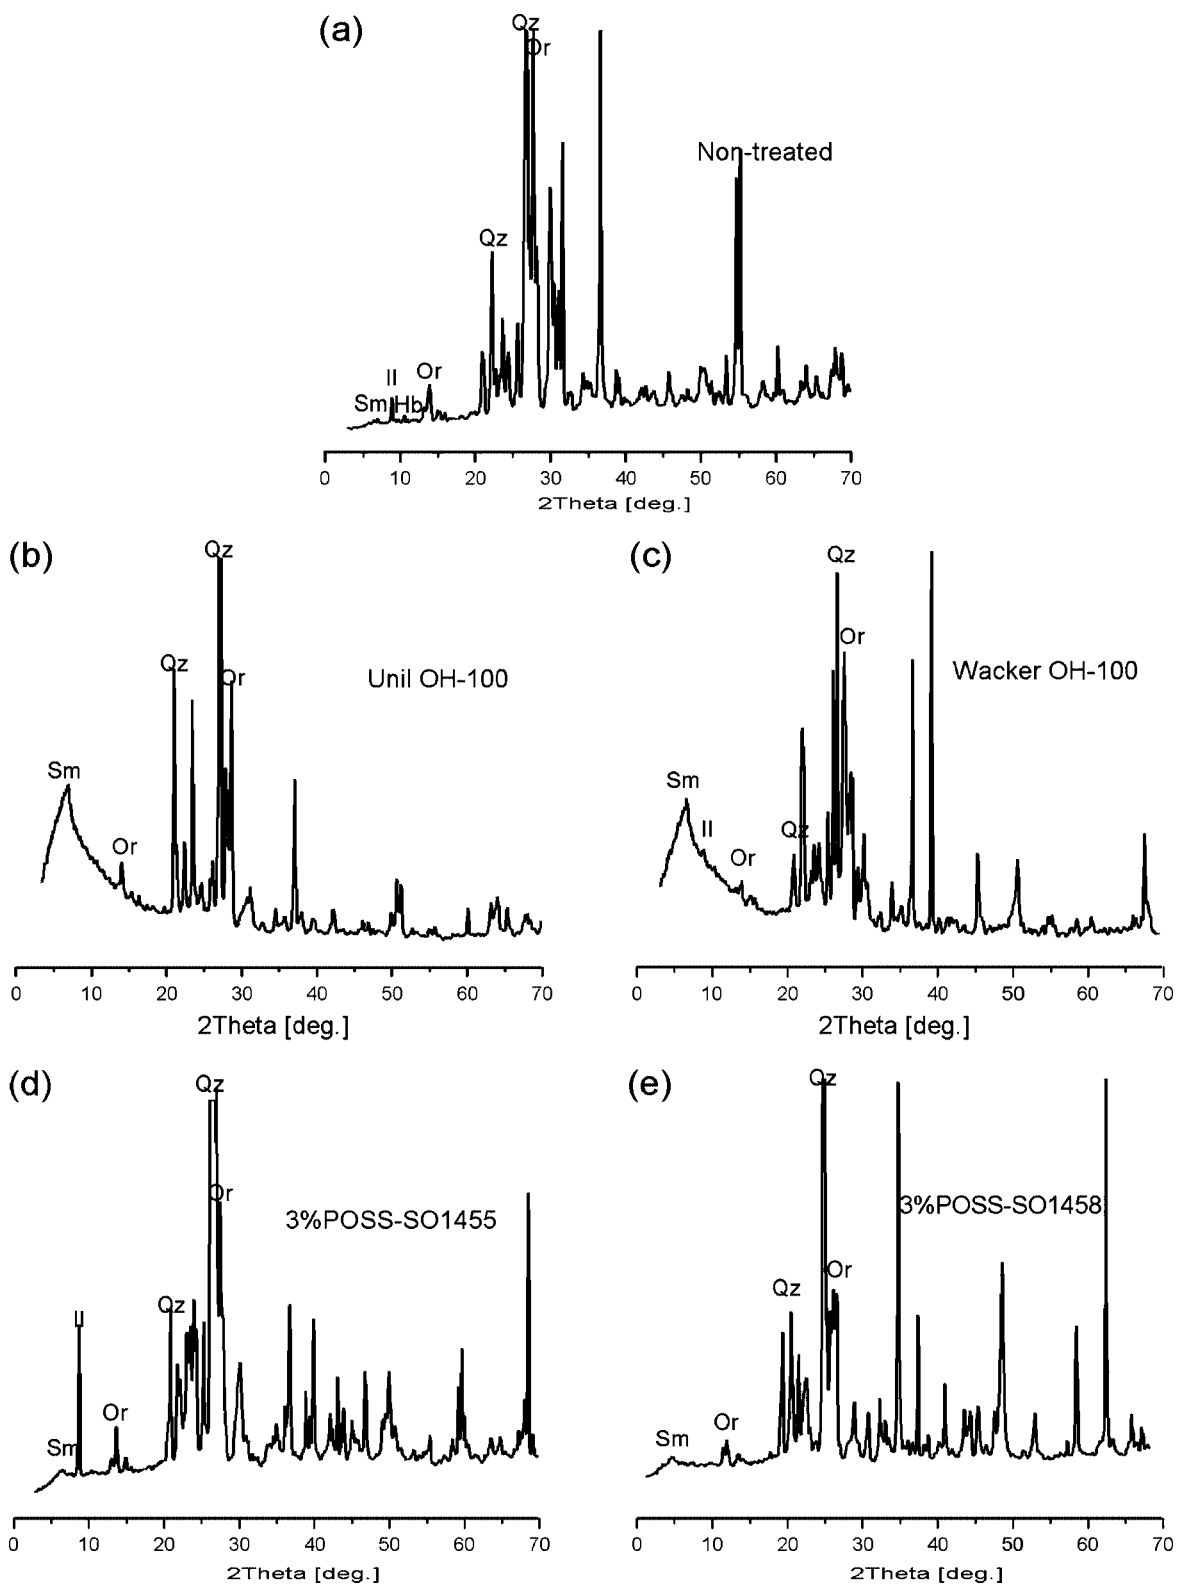 (a)
Qz
Or
Non-treated
Qz
Il
Or
Sm
Hb
0 10 20 30 40 50 60 70
2Theta [deg.]
(b)
Qz
Qz
Or
Unil OH-100
Sm
Or
0 10 20 30 40 50 60 70
2Theta [deg.]
(c)
Qz
Or
Wacker OH-100
Sm
Il
Qz
Or
0 10 20 30 40 50 60 70
2Theta [deg.]
(d)
Qz
Or
3%POSS-SO1455
Il
Qz
Or
Sm
0 10 20 30 40 50 60 70
2Theta [deg.]
(e)
Qz
3%POSS-SO1458
Or
Qz
Or
Sm
0 10 20 30 40 50 60 70
2Theta [deg.]